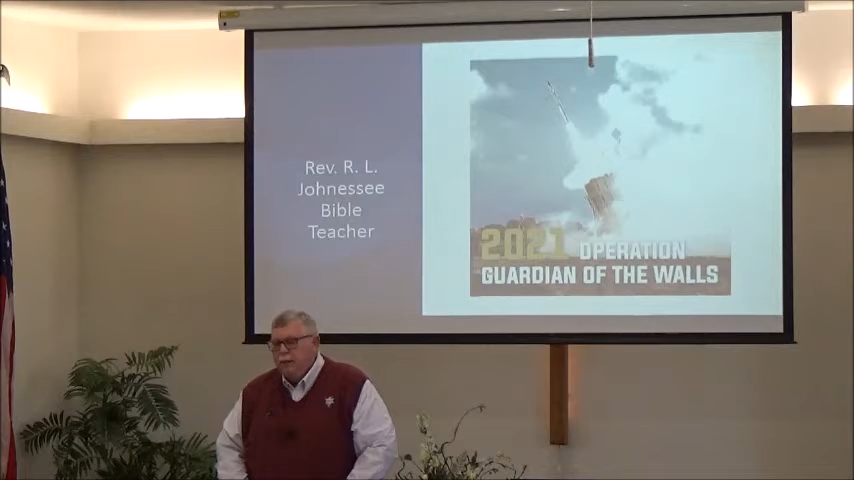 Rev. R. L.
Johnessee
Bible
Teacher
2021 OPERATION
GUARDIAN OF THE WALLS